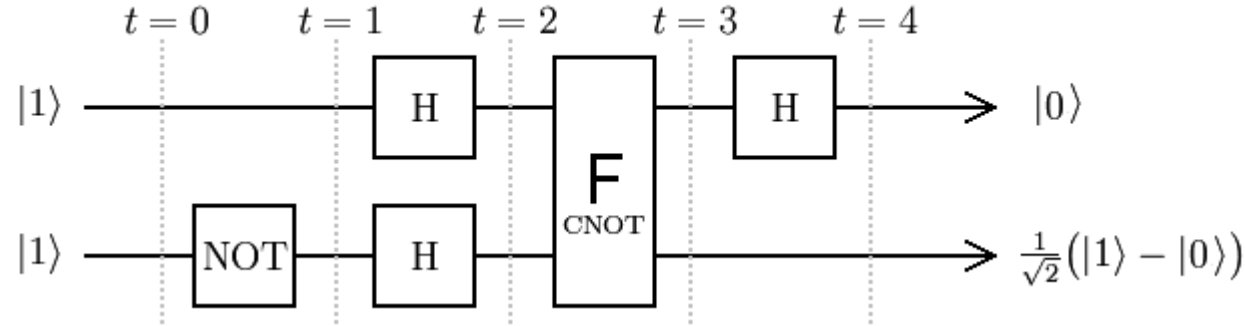 t = 0 t = 1 t = 2 t = 3 t = 4
|1⟩ H H |0⟩
F
CNOT
|1⟩ NOT H 1/√2(|1⟩ − |0⟩)